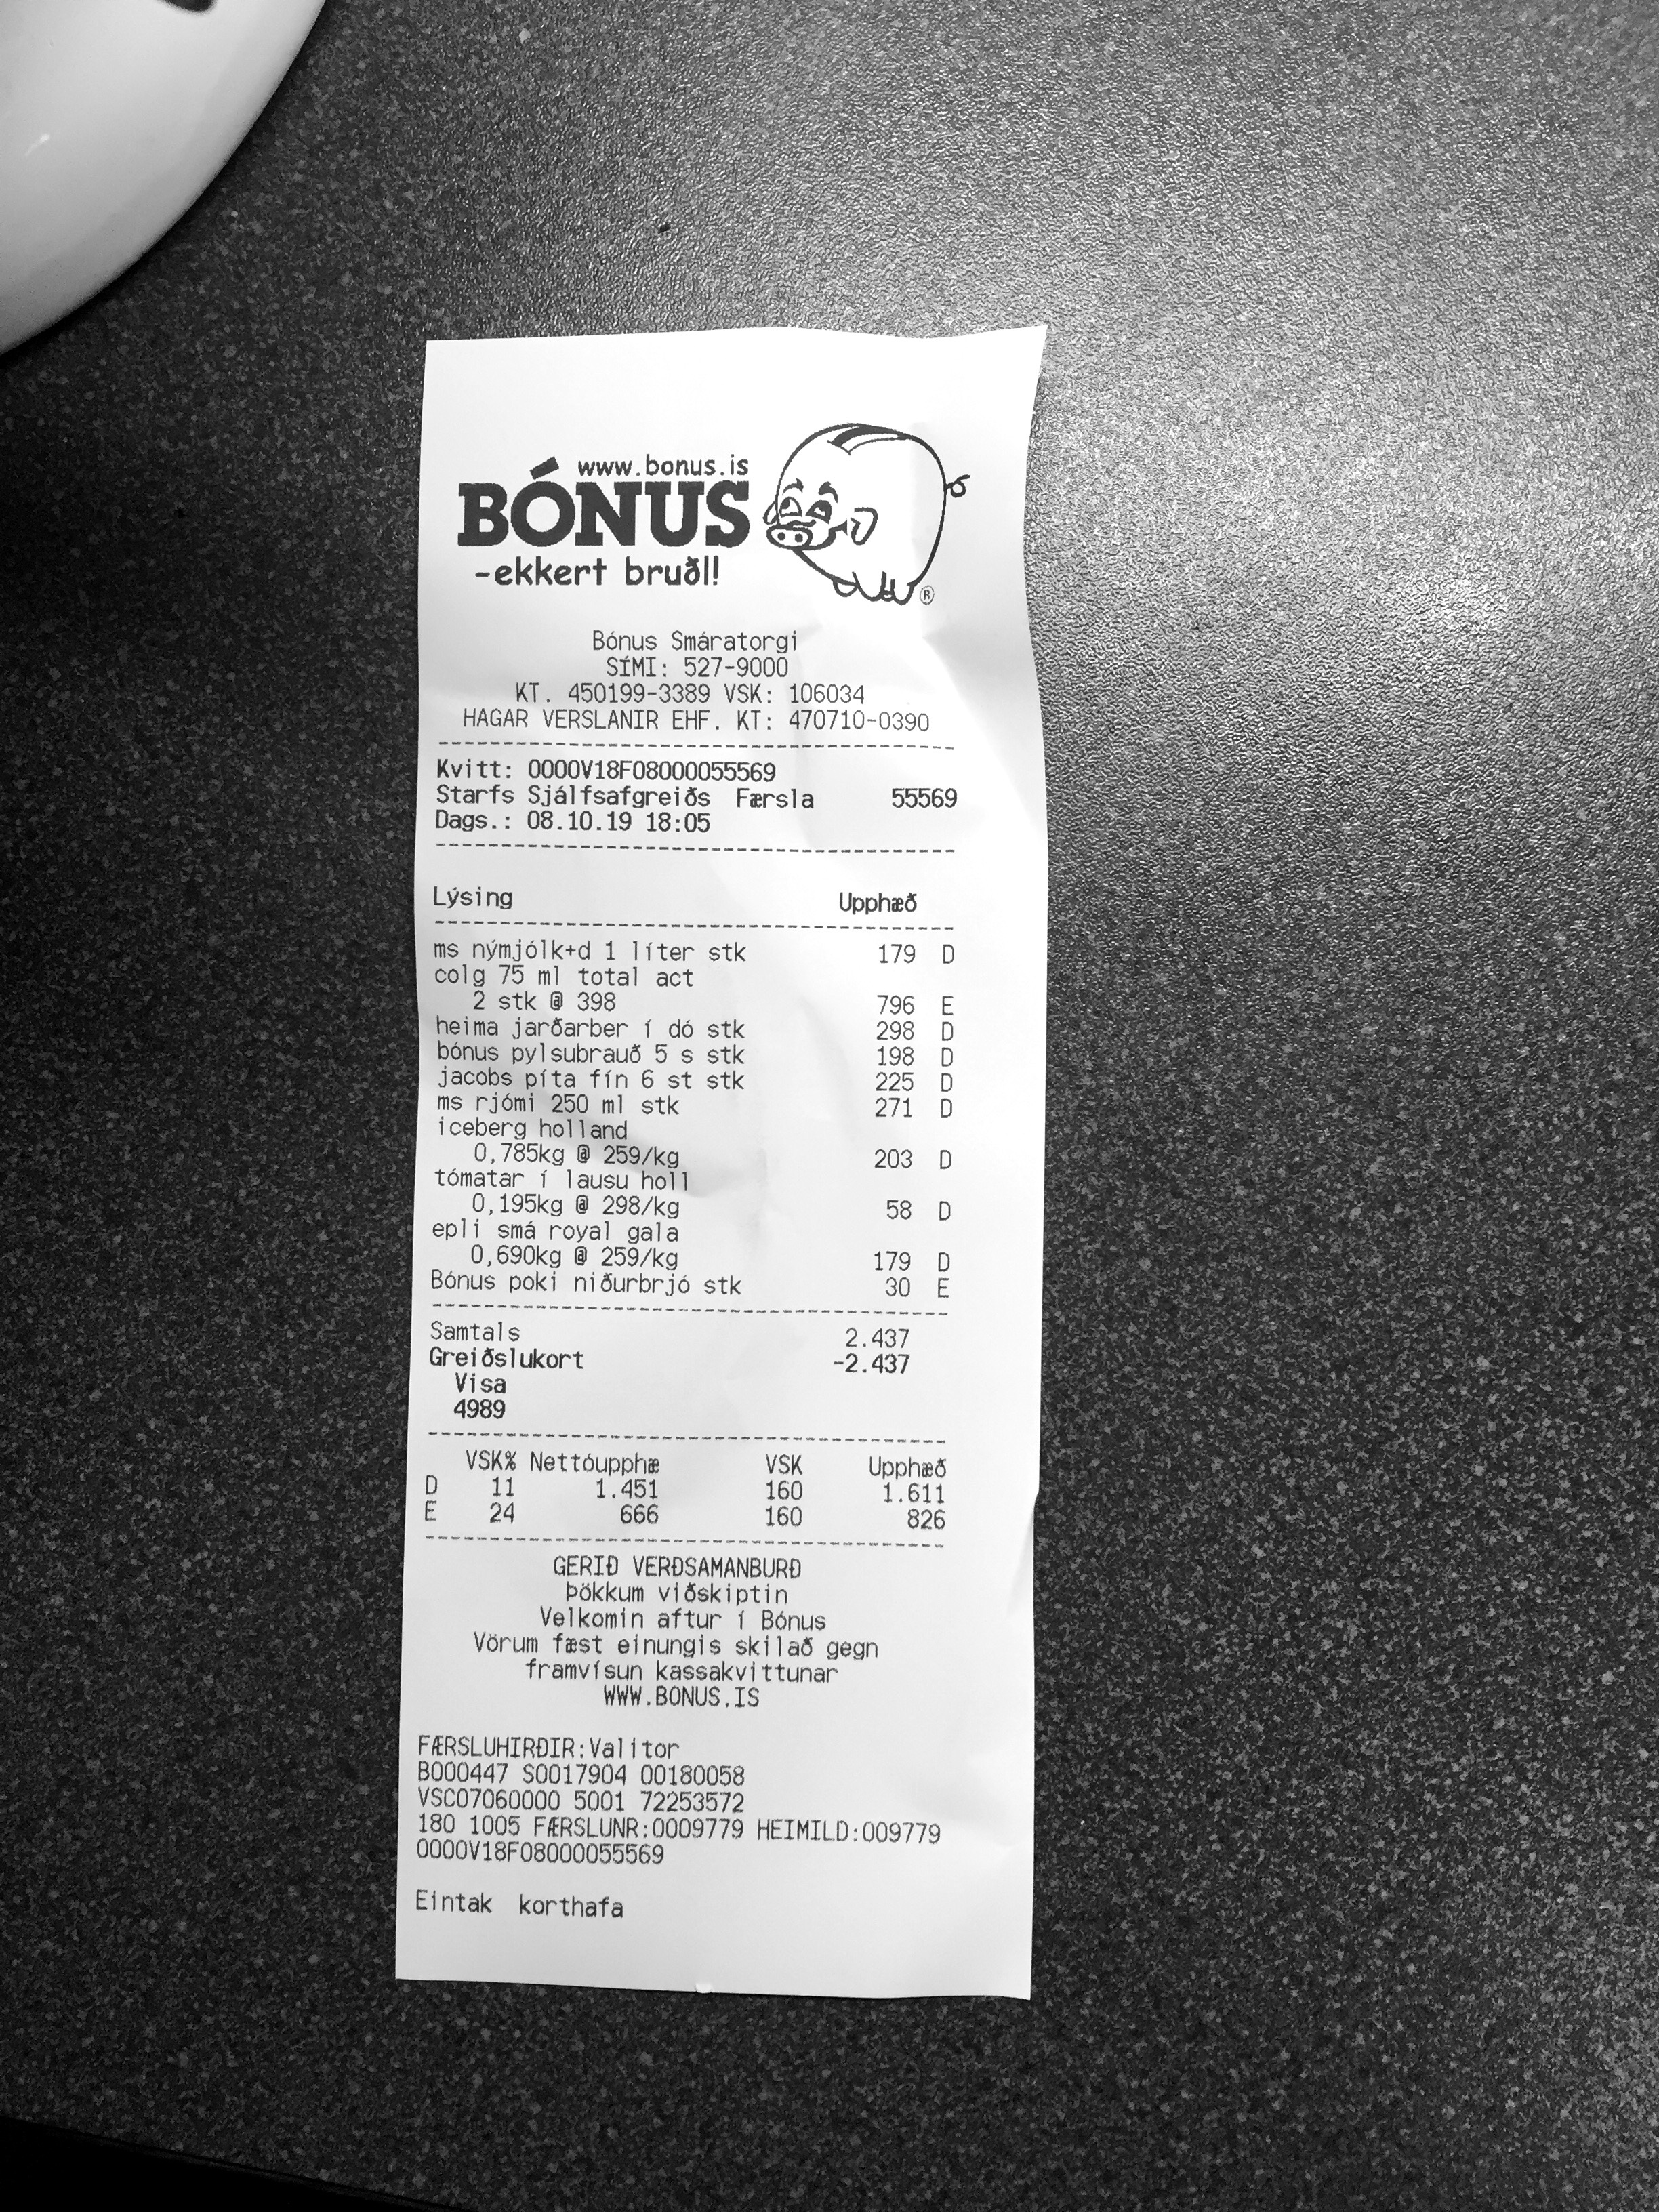 www.bonus.is
BÓNUS
-ekkert bruðl!
®
Bónus Smáratorgi
SÍMI: 527-9000
KT. 450199-3389 VSK: 106034
HAGAR VERSLANIR EHF. KT: 470710-0390
Kvitt: 0000V18F08000055569
Starfs Sjálfsafgreiðs Færsla 55569
Dags.: 08.10.19 18:05
Lýsing Upphæð
ms nýmjólk+d 1 líter stk 179 D
colg 75 ml total act
2 stk @ 398 796 E
heima jarðarber í dó stk 298 D
bónus pylsubrauð 5 s stk 198 D
jacobs píta fín 6 st stk 225 D
ms rjómi 250 ml stk 271 D
iceberg holland
0,785kg @ 259/kg 203 D
tómatar í lausu holl
0,195kg @ 298/kg 58 D
epli smá royal gala
0,690kg @ 259/kg 179 D
Bónus poki niðurbrjó stk 30 E
Samtals 2.437
Greiðslukort -2.437
Visa
4989
VSK% Nettóupphæ VSK Upphæð
D 11 1.451 160 1.611
E 24 666 160 826
GERIÐ VERÐSAMANBURÐ
Þökkum viðskiptin
Velkomin aftur í Bónus
Vörum fæst einungis skilað gegn
framvísun kassakvittunar
WWW.BONUS.IS
FÆRSLUHIRÐIR:Valitor
B000447 S0017904 00180058
VSC07060000 5001 72253572
180 1005 FÆRSLUNR:0009779 HEIMILD:009779
0000V18F08000055569
Eintak korthafa